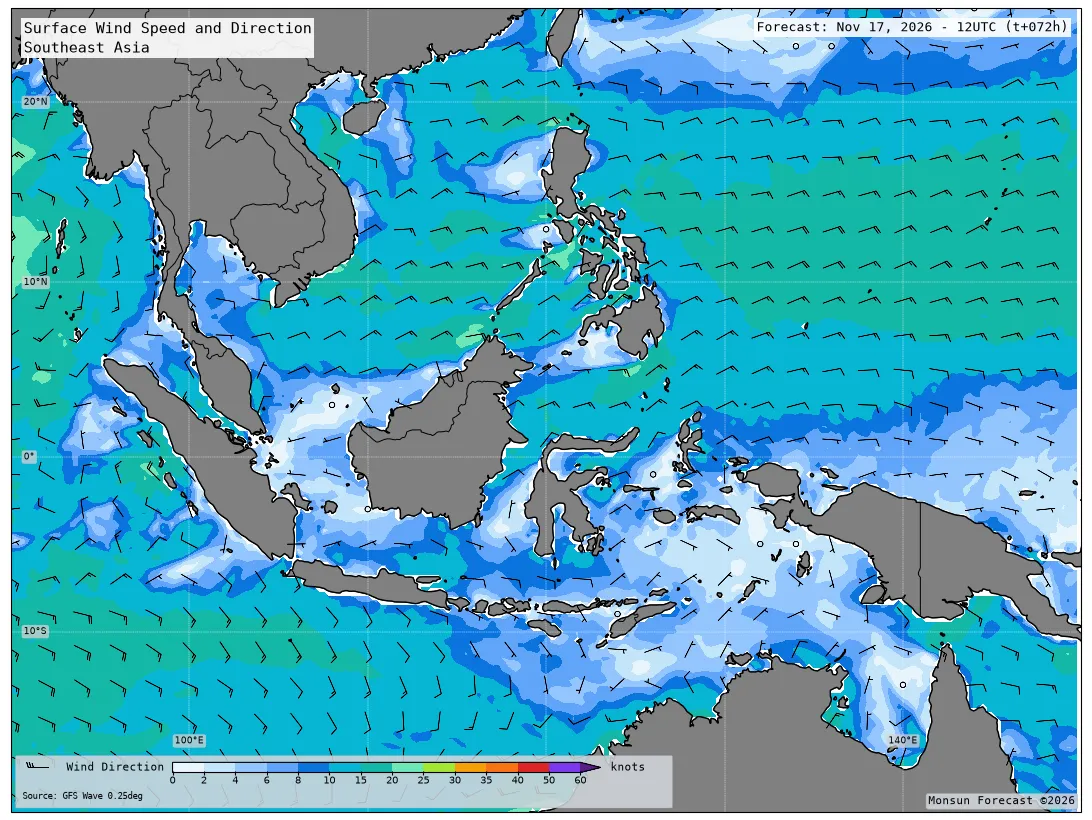 Surface Wind Speed and Direction
Southeast Asia
Forecast: Nov 17, 2026 - 12UTC (t+072h)
20°N
10°N
0°
10°S
100°E
140°E
Wind Direction
0 2 4 6 8 10 15 20 25 30 35 40 50 60
knots
Source: GFS Wave 0.25deg
Monsun Forecast ©2026